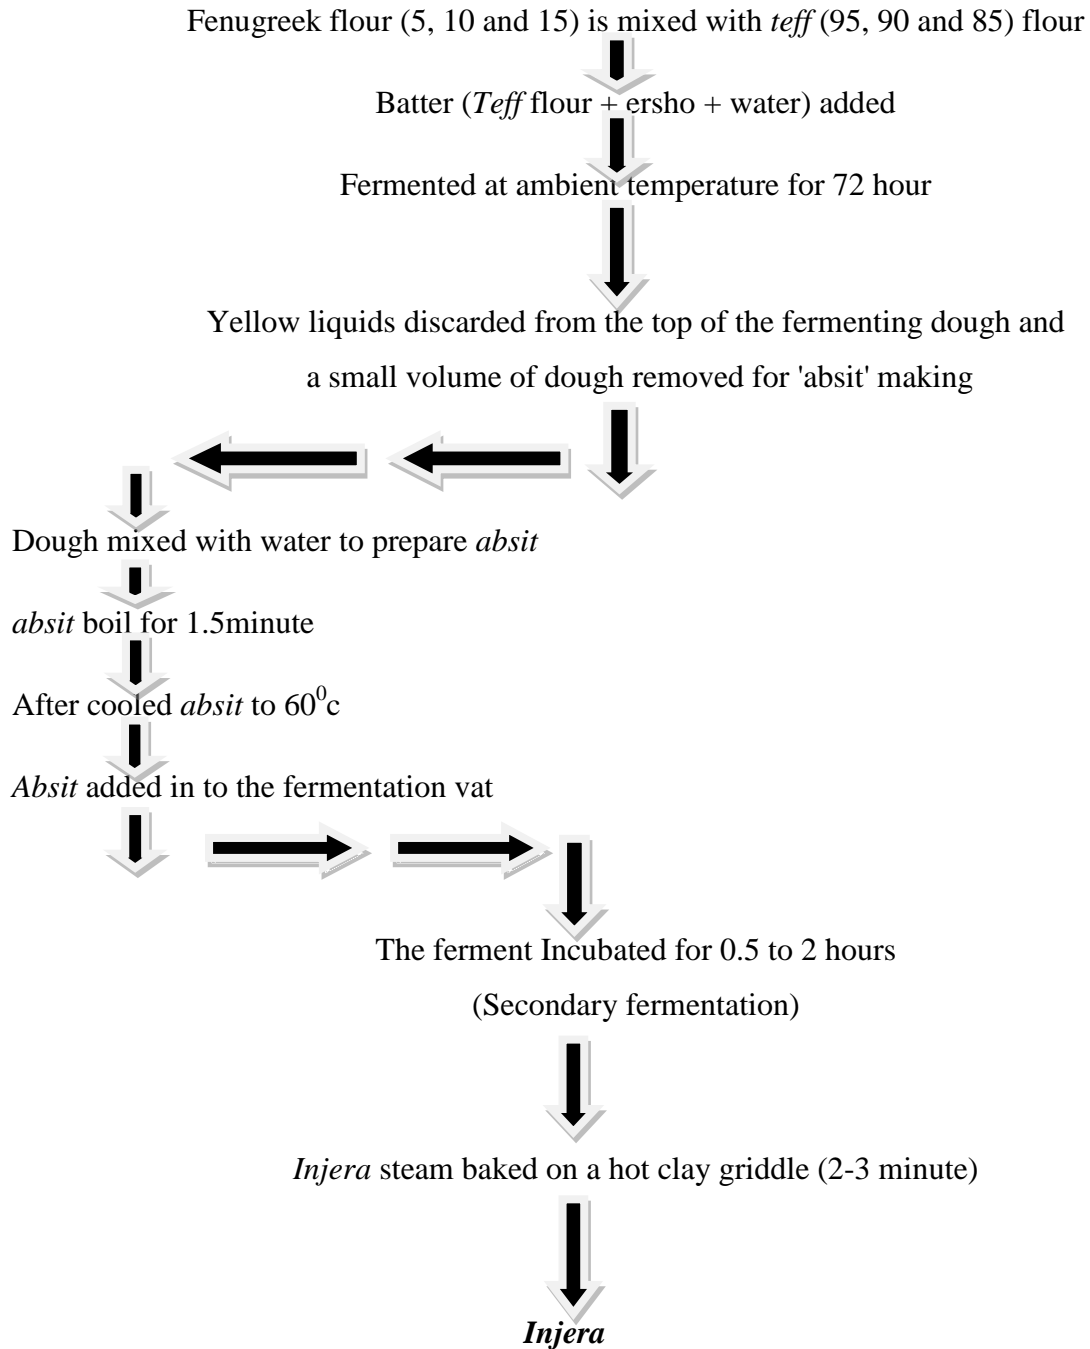 Fenugreek flour (5, 10 and 15) is mixed with teff (95, 90 and 85) flour
Batter (Teff flour + ersho + water) added
Fermented at ambient temperature for 72 hour
Yellow liquids discarded from the top of the fermenting dough and
a small volume of dough removed for 'absit' making
Dough mixed with water to prepare absit
absit boil for 1.5minute
After cooled absit to 60⁰c
Absit added in to the fermentation vat
The ferment Incubated for 0.5 to 2 hours
(Secondary fermentation)
Injera steam baked on a hot clay griddle (2-3 minute)
Injera